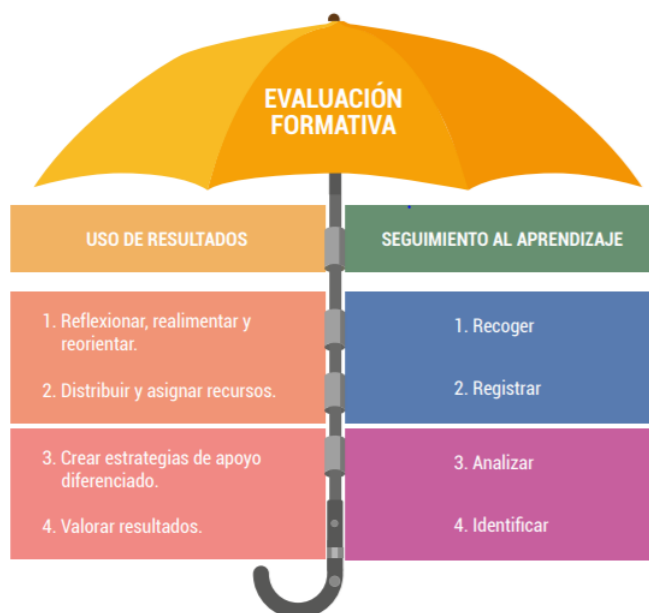 EVALUACIÓN
FORMATIVA
USO DE RESULTADOS
1. Reflexionar, realimentar y
reorientar.
2. Distribuir y asignar recursos.
3. Crear estrategias de apoyo
diferenciado.
4. Valorar resultados.
SEGUIMIENTO AL APRENDIZAJE
1. Recoger
2. Registrar
3. Analizar
4. Identificar